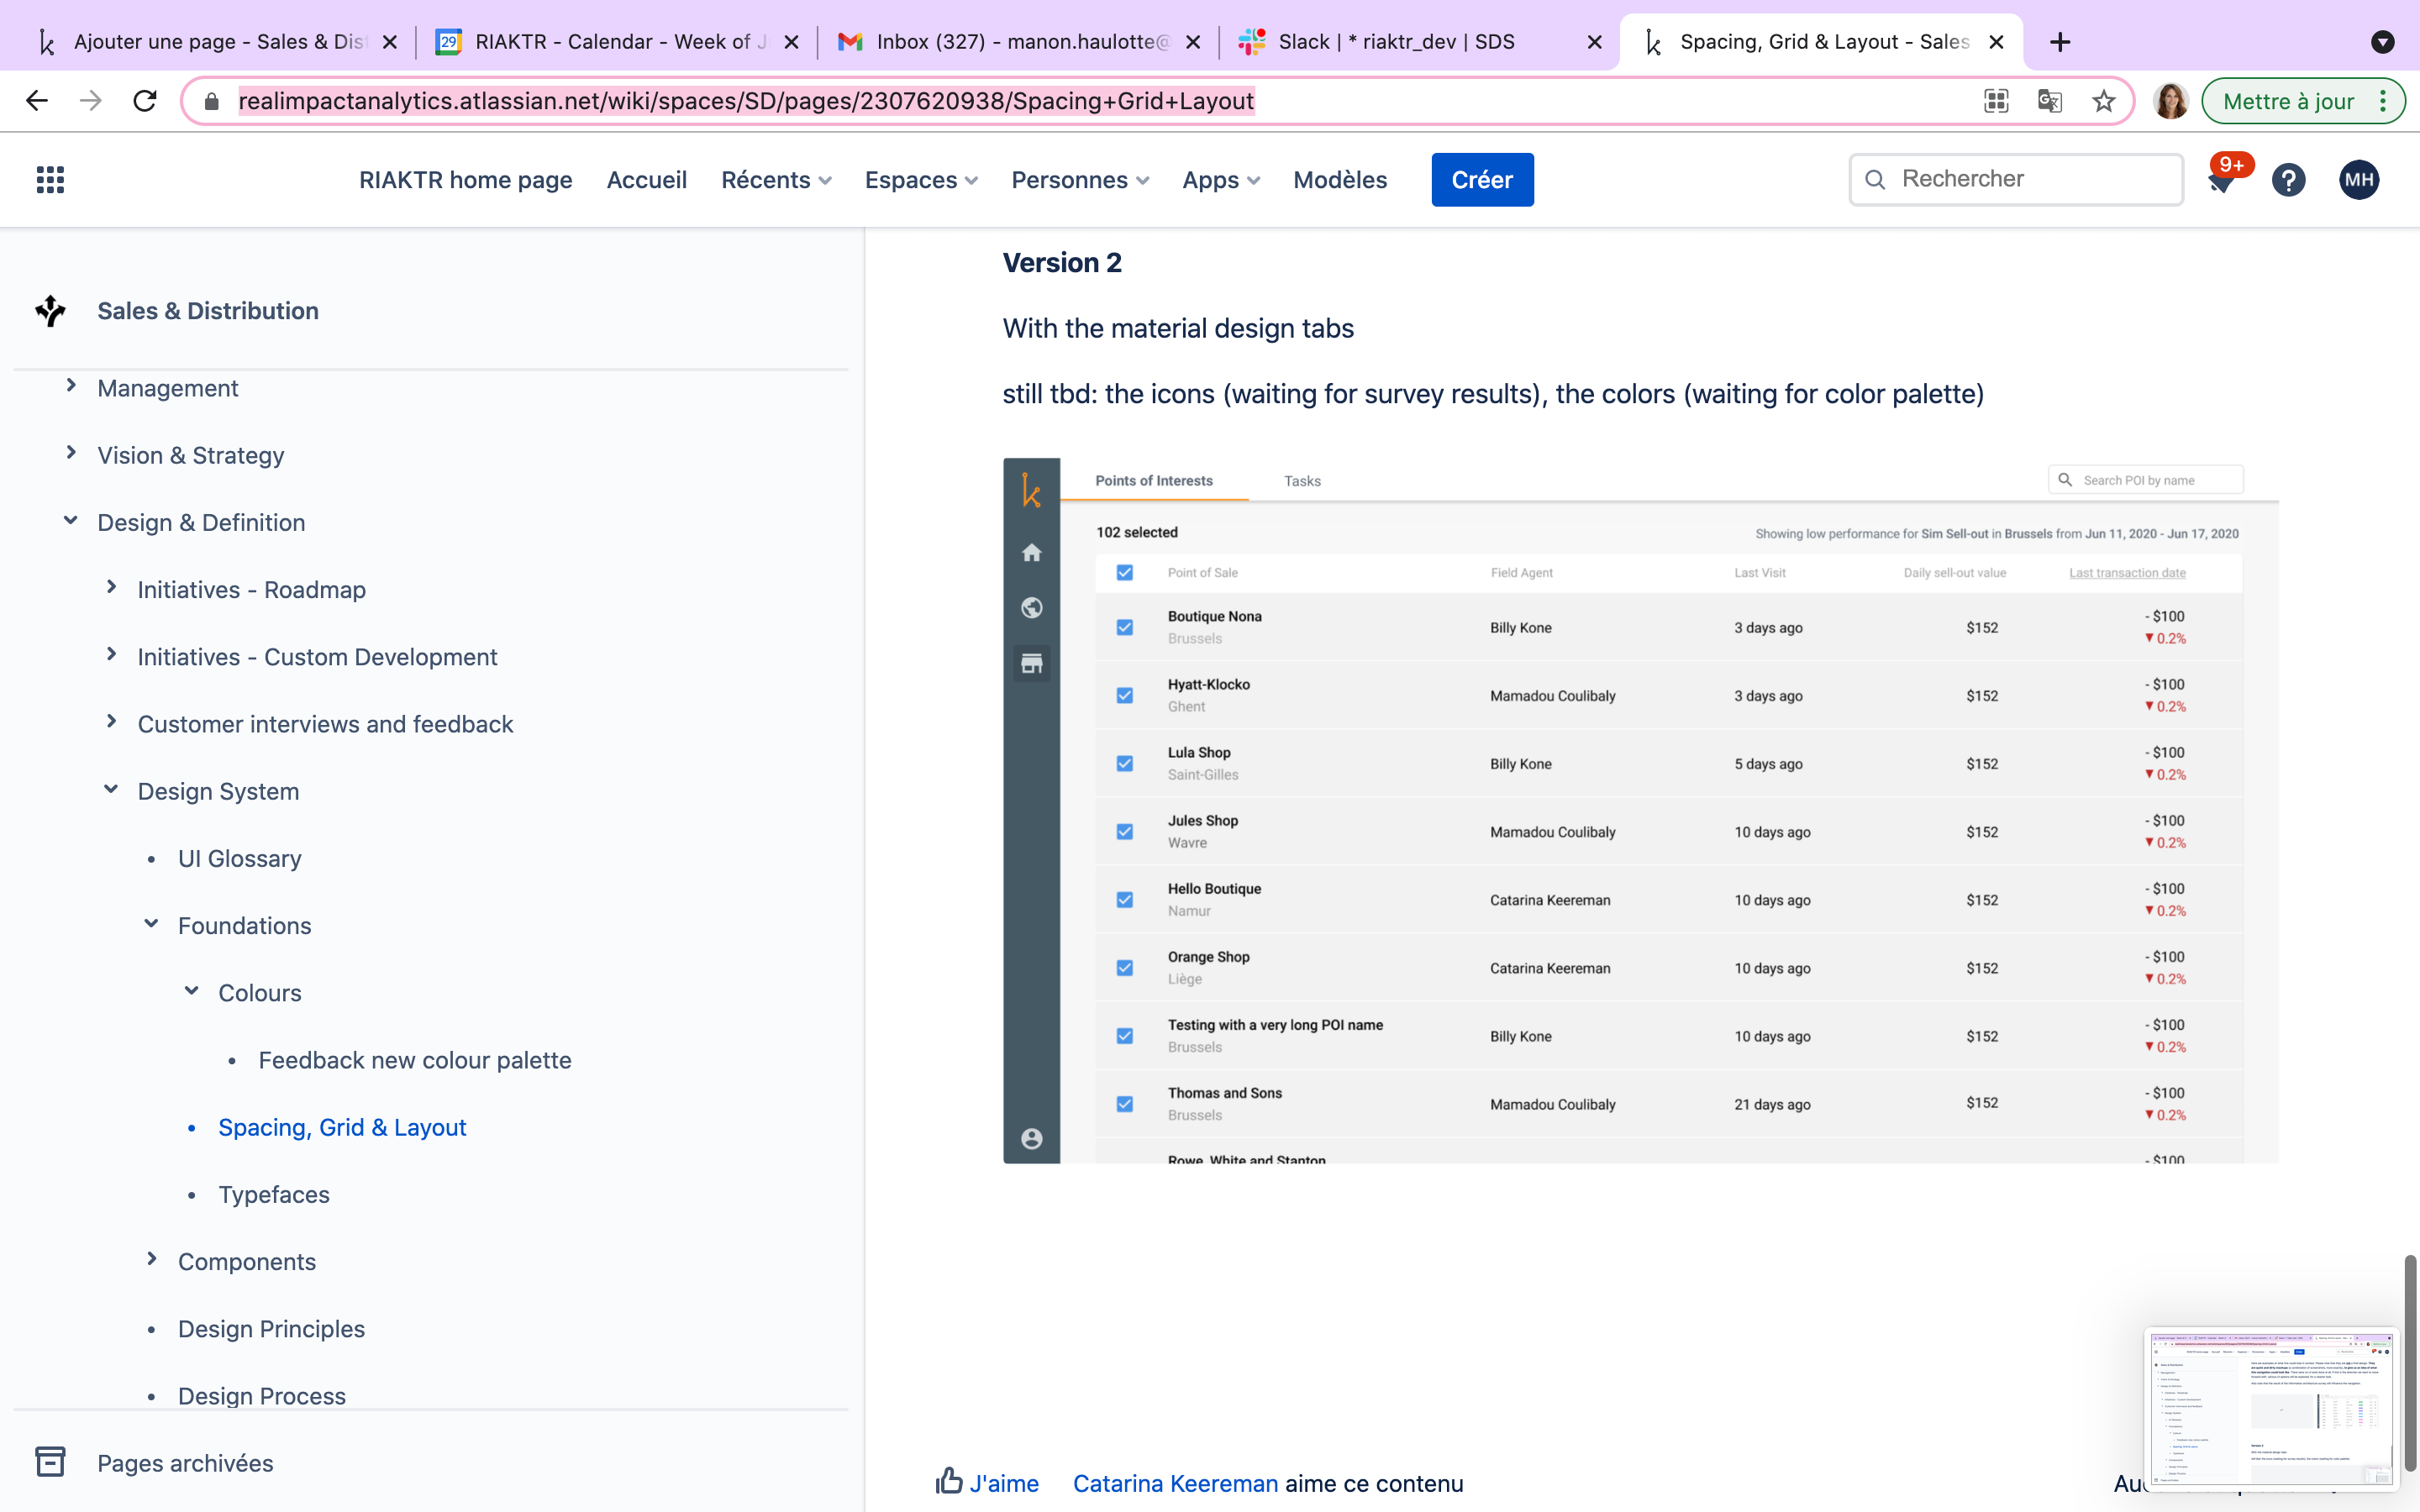 Ajouter une page - Sales & Dis
RIAKTR - Calendar - Week of J
Inbox (327) - manon.haulotte@
Slack | * riaktr_dev | SDS
Spacing, Grid & Layout - Sales
realimpactanalytics.atlassian.net/wiki/spaces/SD/pages/2307620938/Spacing+Grid+Layout
Mettre à jour
RIAKTR home page
Accueil
Récents
Espaces
Personnes
Apps
Modèles
Créer
Rechercher
9+
MH
Sales & Distribution
Management
Vision & Strategy
Design & Definition
Initiatives - Roadmap
Initiatives - Custom Development
Customer interviews and feedback
Design System
UI Glossary
Foundations
Colours
Feedback new colour palette
Spacing, Grid & Layout
Typefaces
Components
Design Principles
Design Process
Pages archivées
Version 2
With the material design tabs
still tbd: the icons (waiting for survey results), the colors (waiting for color palette)
Points of Interests
Tasks
Search POI by name
102 selected
Showing low performance for Sim Sell-out in Brussels from Jun 11, 2020 - Jun 17, 2020
Point of Sale Field Agent Last Visit Daily sell-out value Last transaction date
Boutique Nona Billy Kone 3 days ago $152 - $100
Brussels 0.2%
Hyatt-Klocko Mamadou Coulibaly 3 days ago $152 - $100
Ghent 0.2%
Lula Shop Billy Kone 5 days ago $152 - $100
Saint-Gilles 0.2%
Jules Shop Mamadou Coulibaly 10 days ago $152 - $100
Wavre 0.2%
Hello Boutique Catarina Keereman 10 days ago $152 - $100
Namur 0.2%
Orange Shop Catarina Keereman 10 days ago $152 - $100
Liège 0.2%
Testing with a very long POI name Billy Kone 10 days ago $152 - $100
Brussels 0.2%
Thomas and Sons Mamadou Coulibaly 21 days ago $152 - $100
Brussels 0.2%
Rowe, White and Stanton - $100
J'aime
Catarina Keereman aime ce contenu